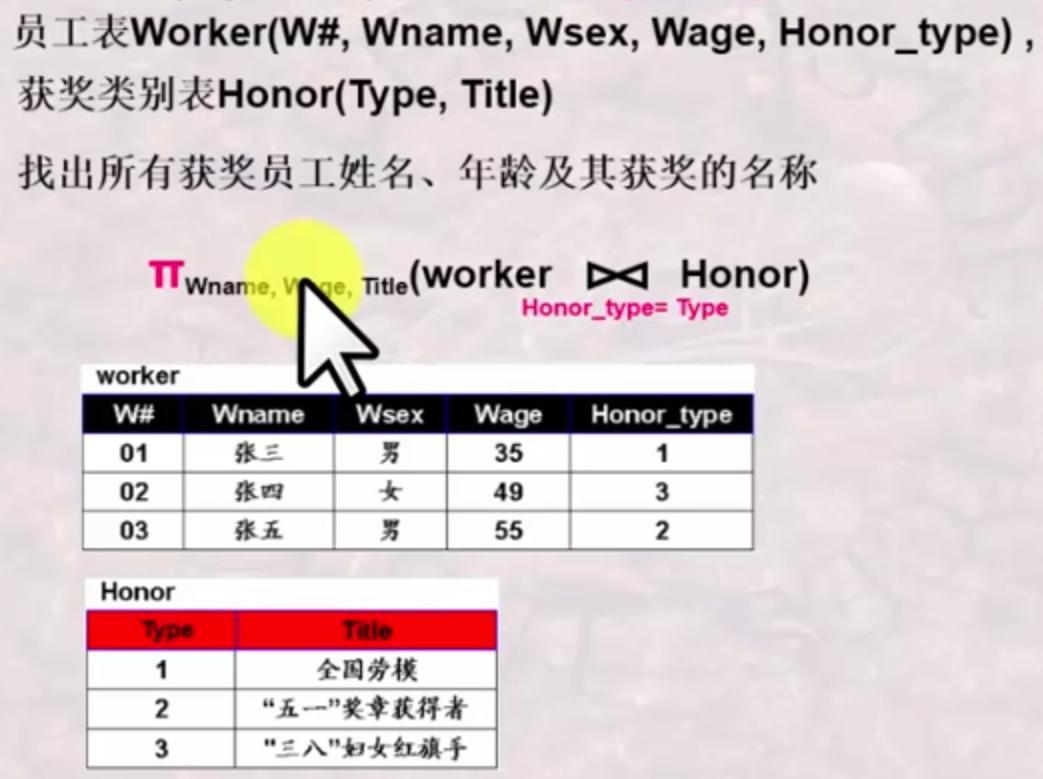 员工表Worker(W#, Wname, Wsex, Wage, Honor_type) ,
获奖类别表Honor(Type, Title)
找出所有获奖员工姓名、年龄及其获奖的名称
π Wname, Wage, Title(worker ⋈ Honor)
Honor_type= Type
worker
W# Wname Wsex Wage Honor_type
01 张三 男 35 1
02 张四 女 49 3
03 张五 男 55 2
Honor
Type Title
1 全国劳模
2 “五一”奖章获得者
3 "三八"妇女红旗手